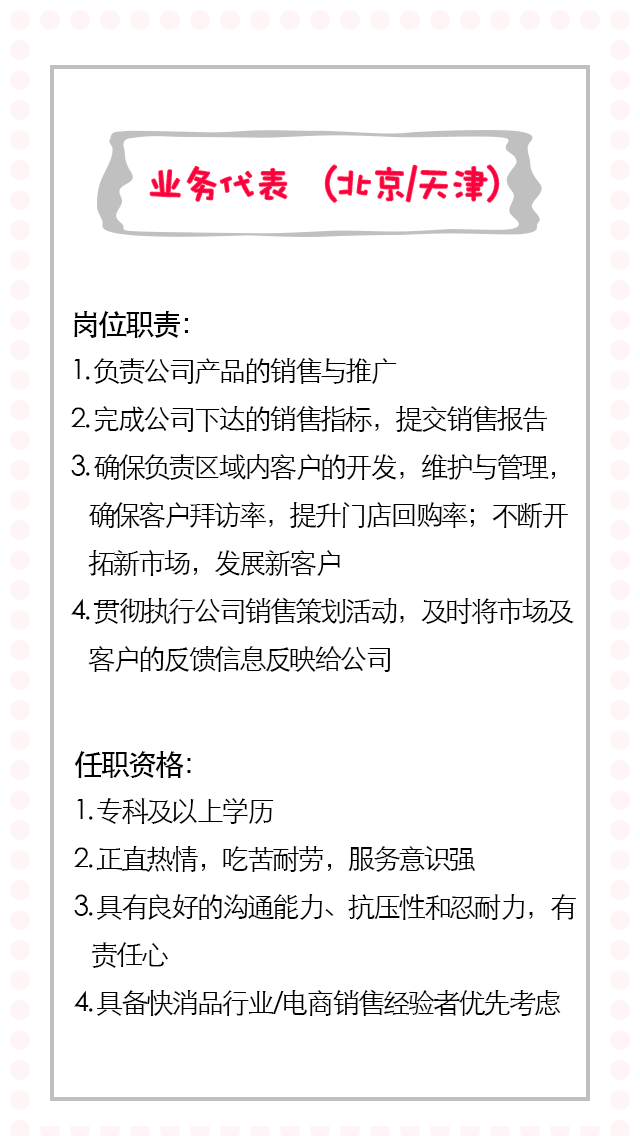 业务代表 （北京/天津）
岗位职责：
1.负责公司产品的销售与推广
2.完成公司下达的销售指标，提交销售报告
3.确保负责区域内客户的开发，维护与管理，
确保客户拜访率，提升门店回购率；不断开
拓新市场，发展新客户
4.贯彻执行公司销售策划活动，及时将市场及
客户的反馈信息反映给公司
任职资格：
1.专科及以上学历
2.正直热情，吃苦耐劳，服务意识强
3.具有良好的沟通能力、抗压性和忍耐力，有
责任心
4.具备快消品行业/电商销售经验者优先考虑